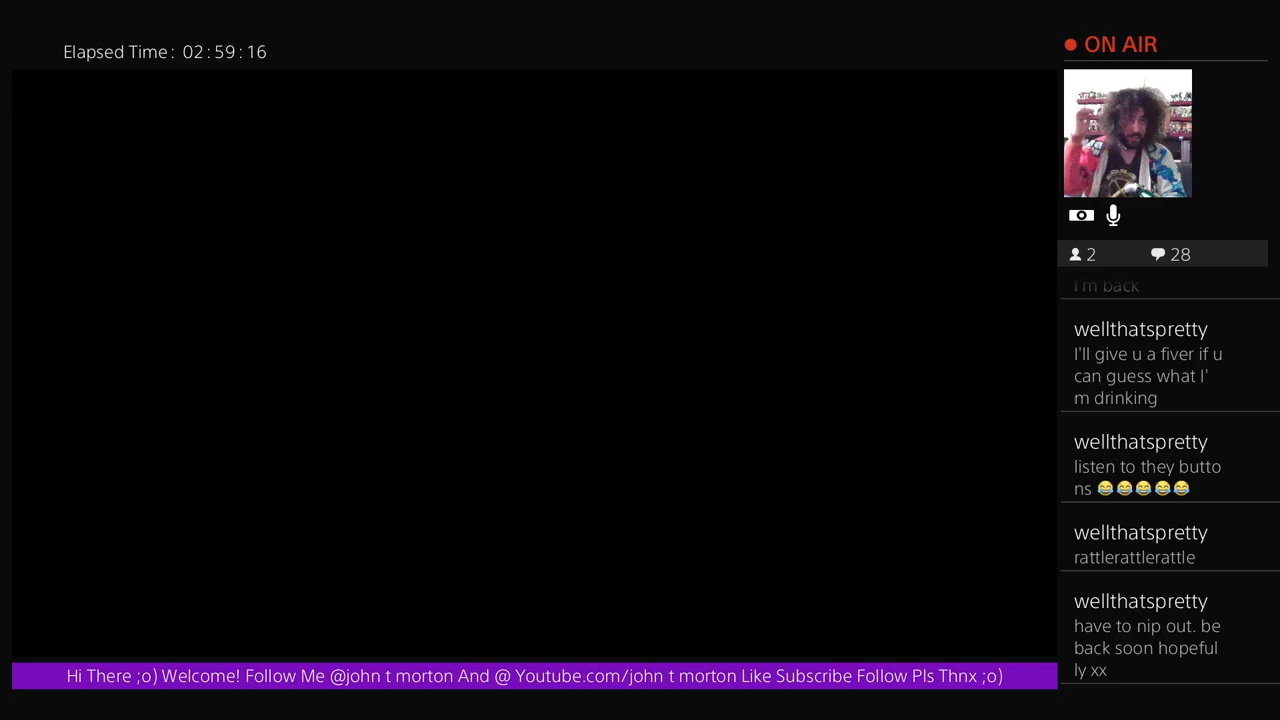 Elapsed Time: 02:59:16
ON AIR
2 28
I'm back
wellthatspretty
I'll give u a fiver if u
can guess what I'
m drinking
wellthatspretty
listen to they butto
ns 😂😂😂😂😂
wellthatspretty
rattlerattlerattle
wellthatspretty
have to nip out. be
back soon hopeful
ly xx
Hi There ;o) Welcome! Follow Me @john t morton And @ Youtube.com/john t morton Like Subscribe Follow Pls Thnx ;o)